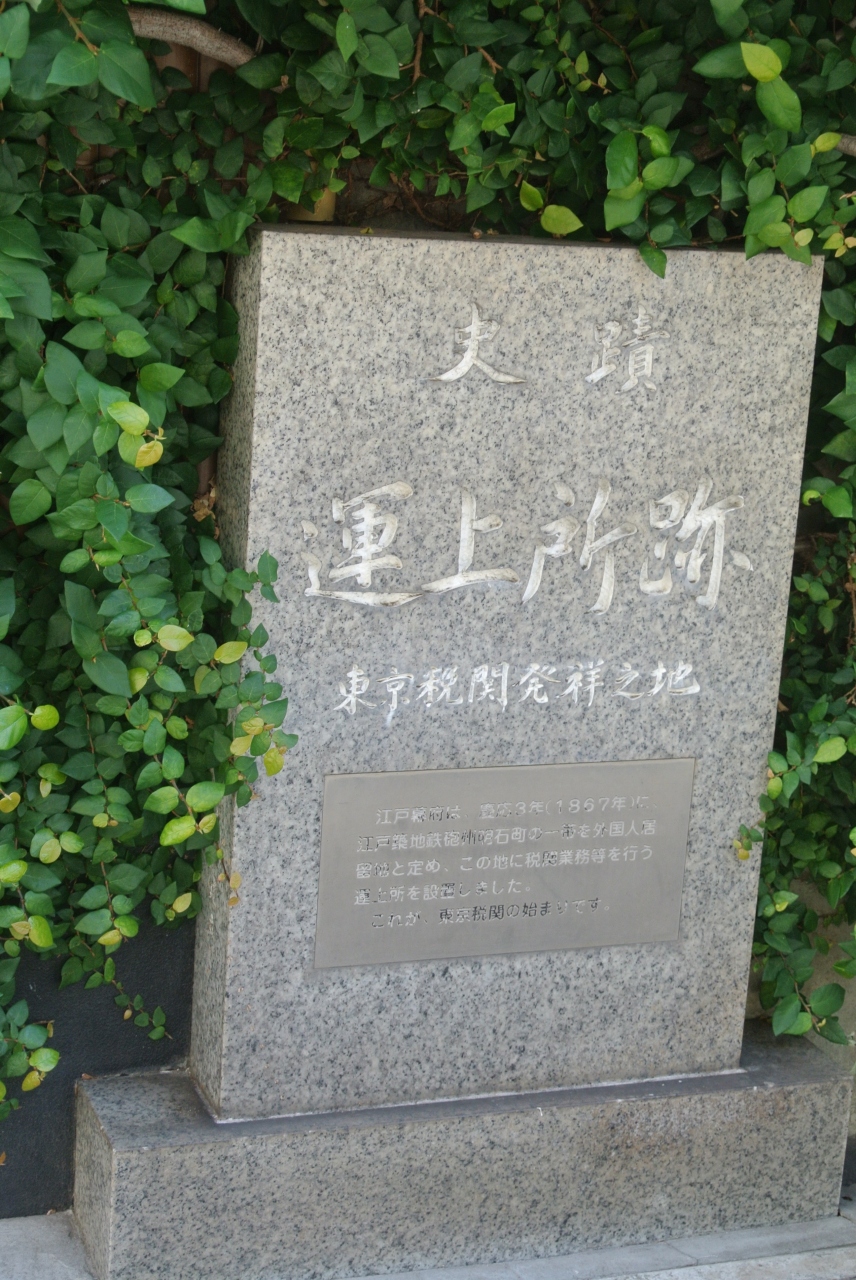 史蹟
運上所跡
東京税関発祥之地
江戸幕府は、慶応3年(1867年)に、
江戸築地鉄砲洲明石町の一帯を外国人居
留地と定め、この地に税関業務等を行う
運上所を設置しました。
これが、東京税関の始まりです。